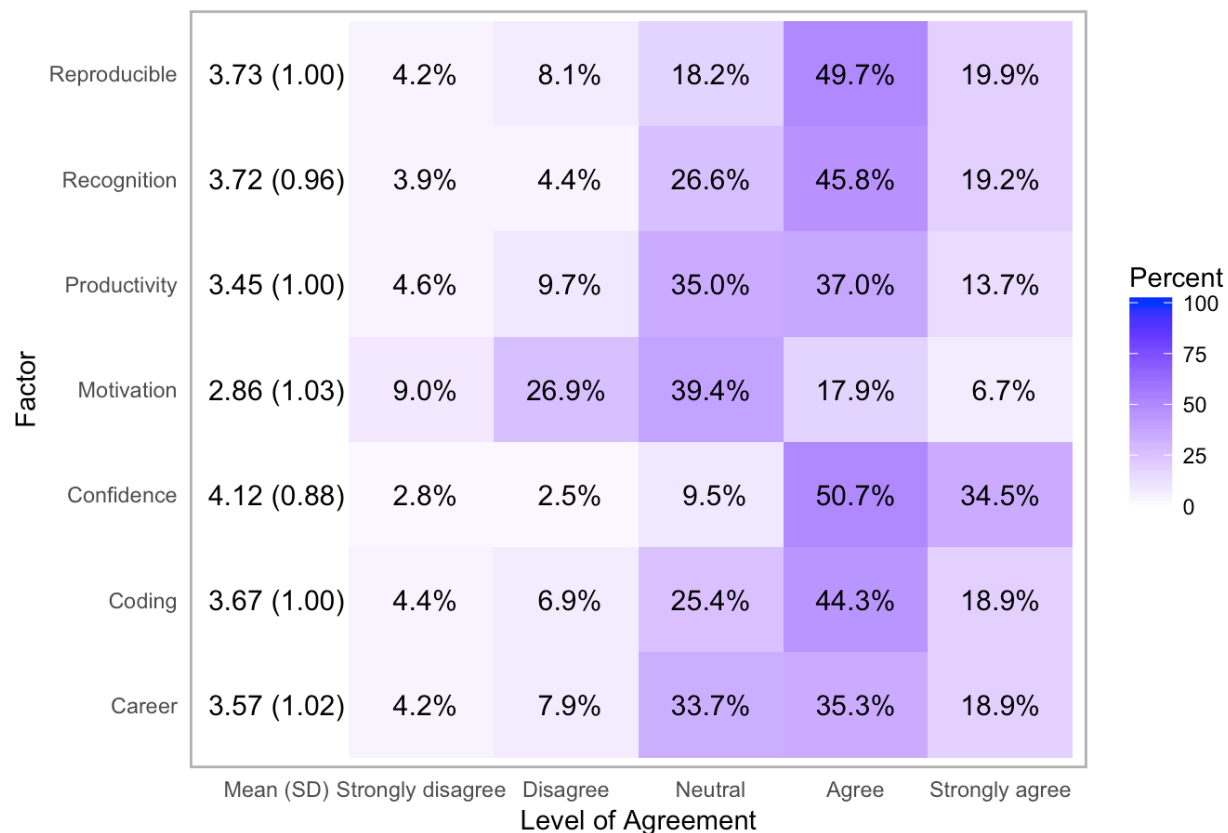 Reproducible 3.73 (1.00) 4.2% 8.1% 18.2% 49.7% 19.9%
Recognition 3.72 (0.96) 3.9% 4.4% 26.6% 45.8% 19.2%
Productivity 3.45 (1.00) 4.6% 9.7% 35.0% 37.0% 13.7%
Motivation 2.86 (1.03) 9.0% 26.9% 39.4% 17.9% 6.7%
Confidence 4.12 (0.88) 2.8% 2.5% 9.5% 50.7% 34.5%
Coding 3.67 (1.00) 4.4% 6.9% 25.4% 44.3% 18.9%
Career 3.57 (1.02) 4.2% 7.9% 33.7% 35.3% 18.9%
Mean (SD) Strongly disagree Disagree Neutral Agree Strongly agree
Level of Agreement
Factor
Percent
100
75
50
25
0